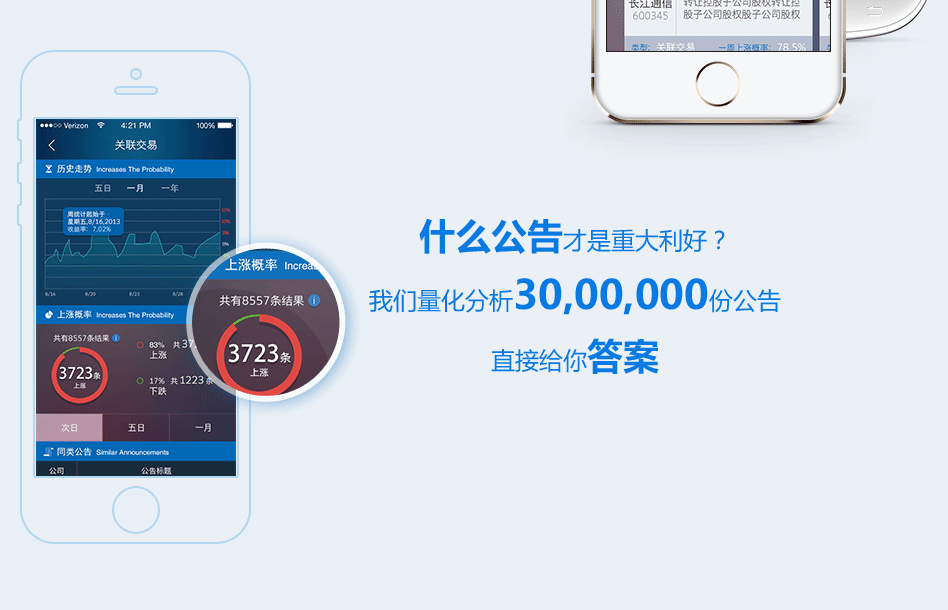 长江通信
600345
转让控股子公司股权转让控
股子公司股权股子公司股权
类型: 关联交易 一周上涨概率: 78.5%
Verizon 4:21 PM 100%
关联交易
历史走势 Increases The Probability
五日 一月 一年
周统计起始于
星期五,8/16,2013
收益率: 7.02%
0%
8/16 8/20 8/23 8/28
上涨概率 Increases The Probability
共有8557条结果
3723条
上涨
83% 共37
上涨
17% 共1223条
下跌
次日 五日 一月
同类公告 Similar Announcements
公司 公告标题
上涨概率 Increas
共有8557条结果
3723条
上涨
什么公告才是重大利好？
我们量化分析30,00,000份公告
直接给你答案